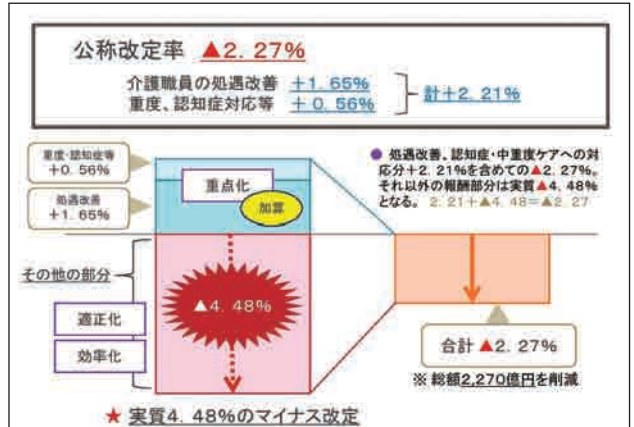 公称改定率 ▲2. 27%
介護職員の処遇改善 +1. 65%
重度、認知症対応等 + 0. 56%
計+2. 21%
重度・認知症等
+0. 56%
処遇改善
+1. 65%
重点化
加算
● 処遇改善、認知症・中重度ケアへの対
応分+2. 21%を含めての▲2. 27%。
それ以外の報酬部分は実質▲4. 48%
となる。 2. 21+▲4. 48=▲2. 27
その他の部分
適正化
効率化
▲4. 48%
合計 ▲2. 27%
※ 総額2,270億円を削減
★ 実質4. 48%のマイナス改定